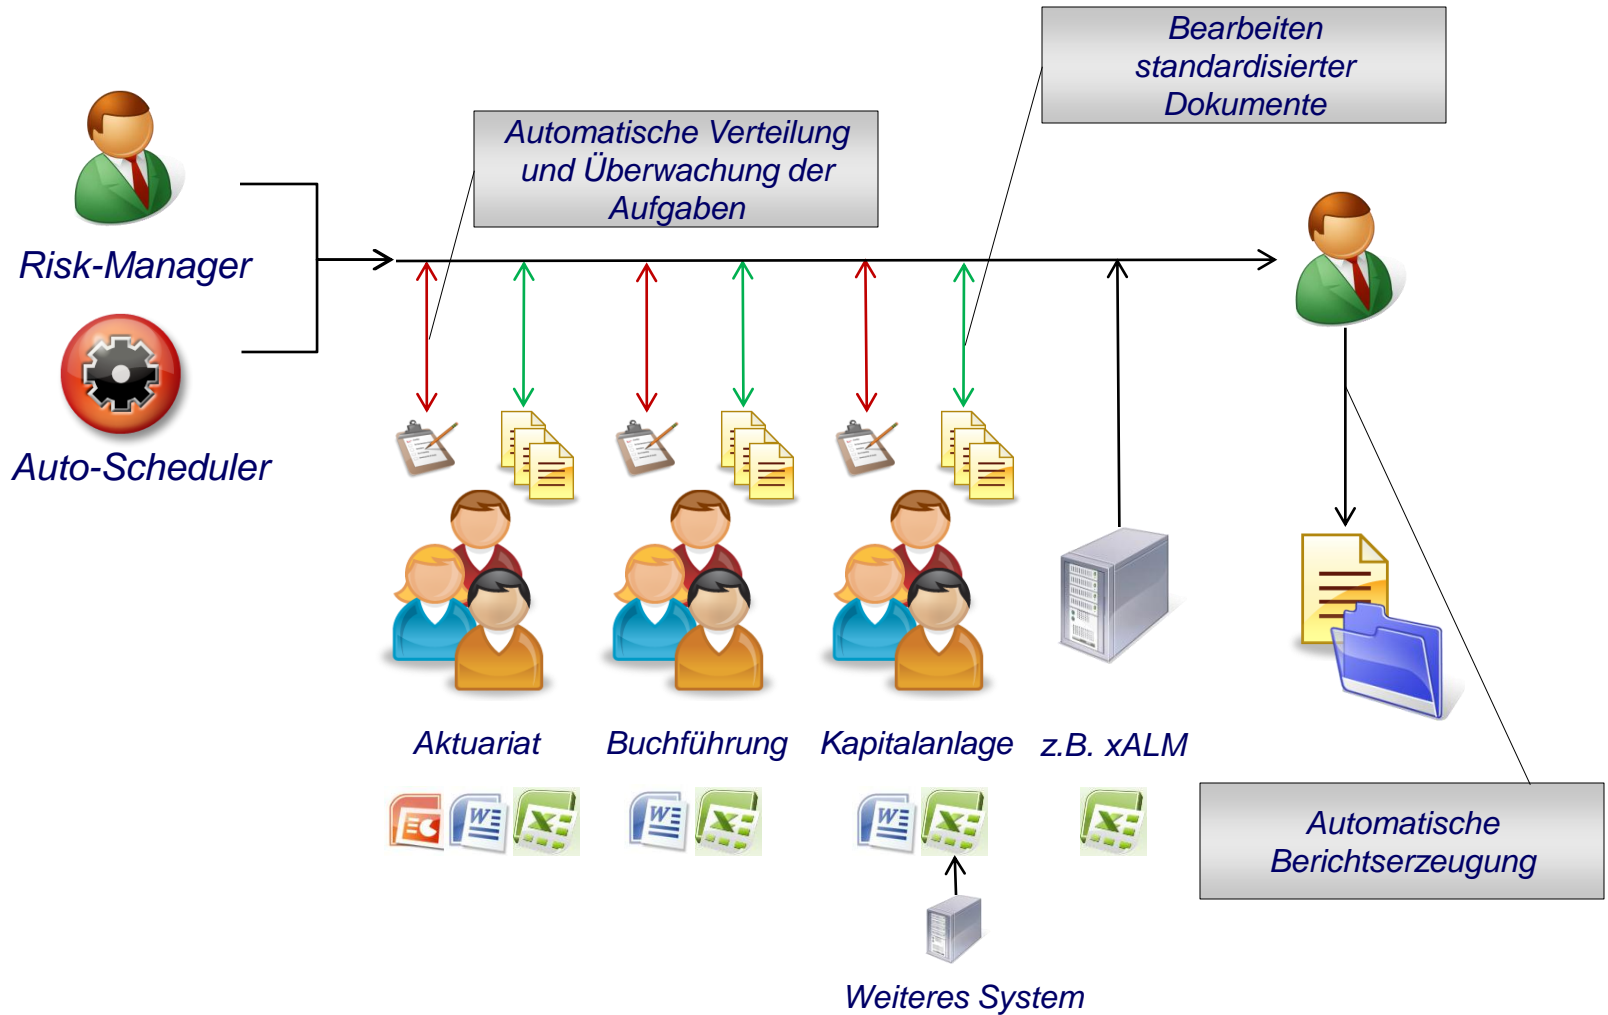 Bearbeiten
standardisierter
Dokumente
Automatische Verteilung
und Überwachung der
Aufgaben
Risk-Manager
Auto-Scheduler
Aktuariat
Buchführung
Kapitalanlage
z.B. xALM
Automatische
Berichtserzeugung
Weiteres System